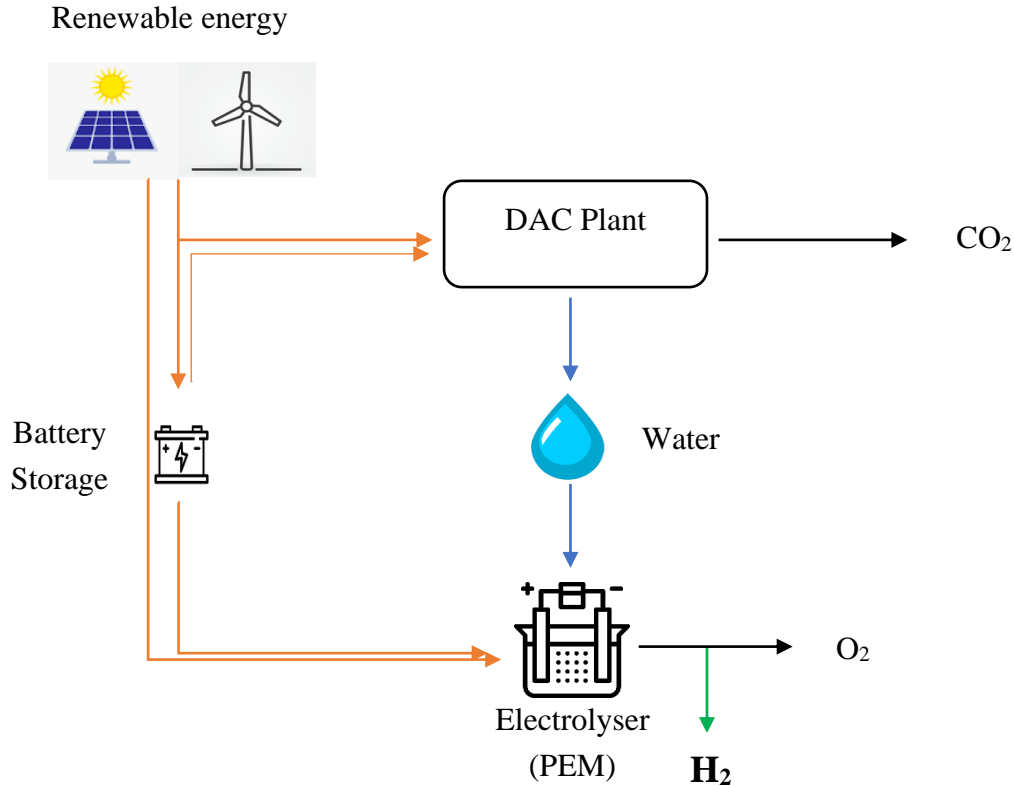 Renewable energy
DAC Plant
CO₂
Battery
Storage
+ -
Water
+ -
O₂
Electrolyser
(PEM)
H₂